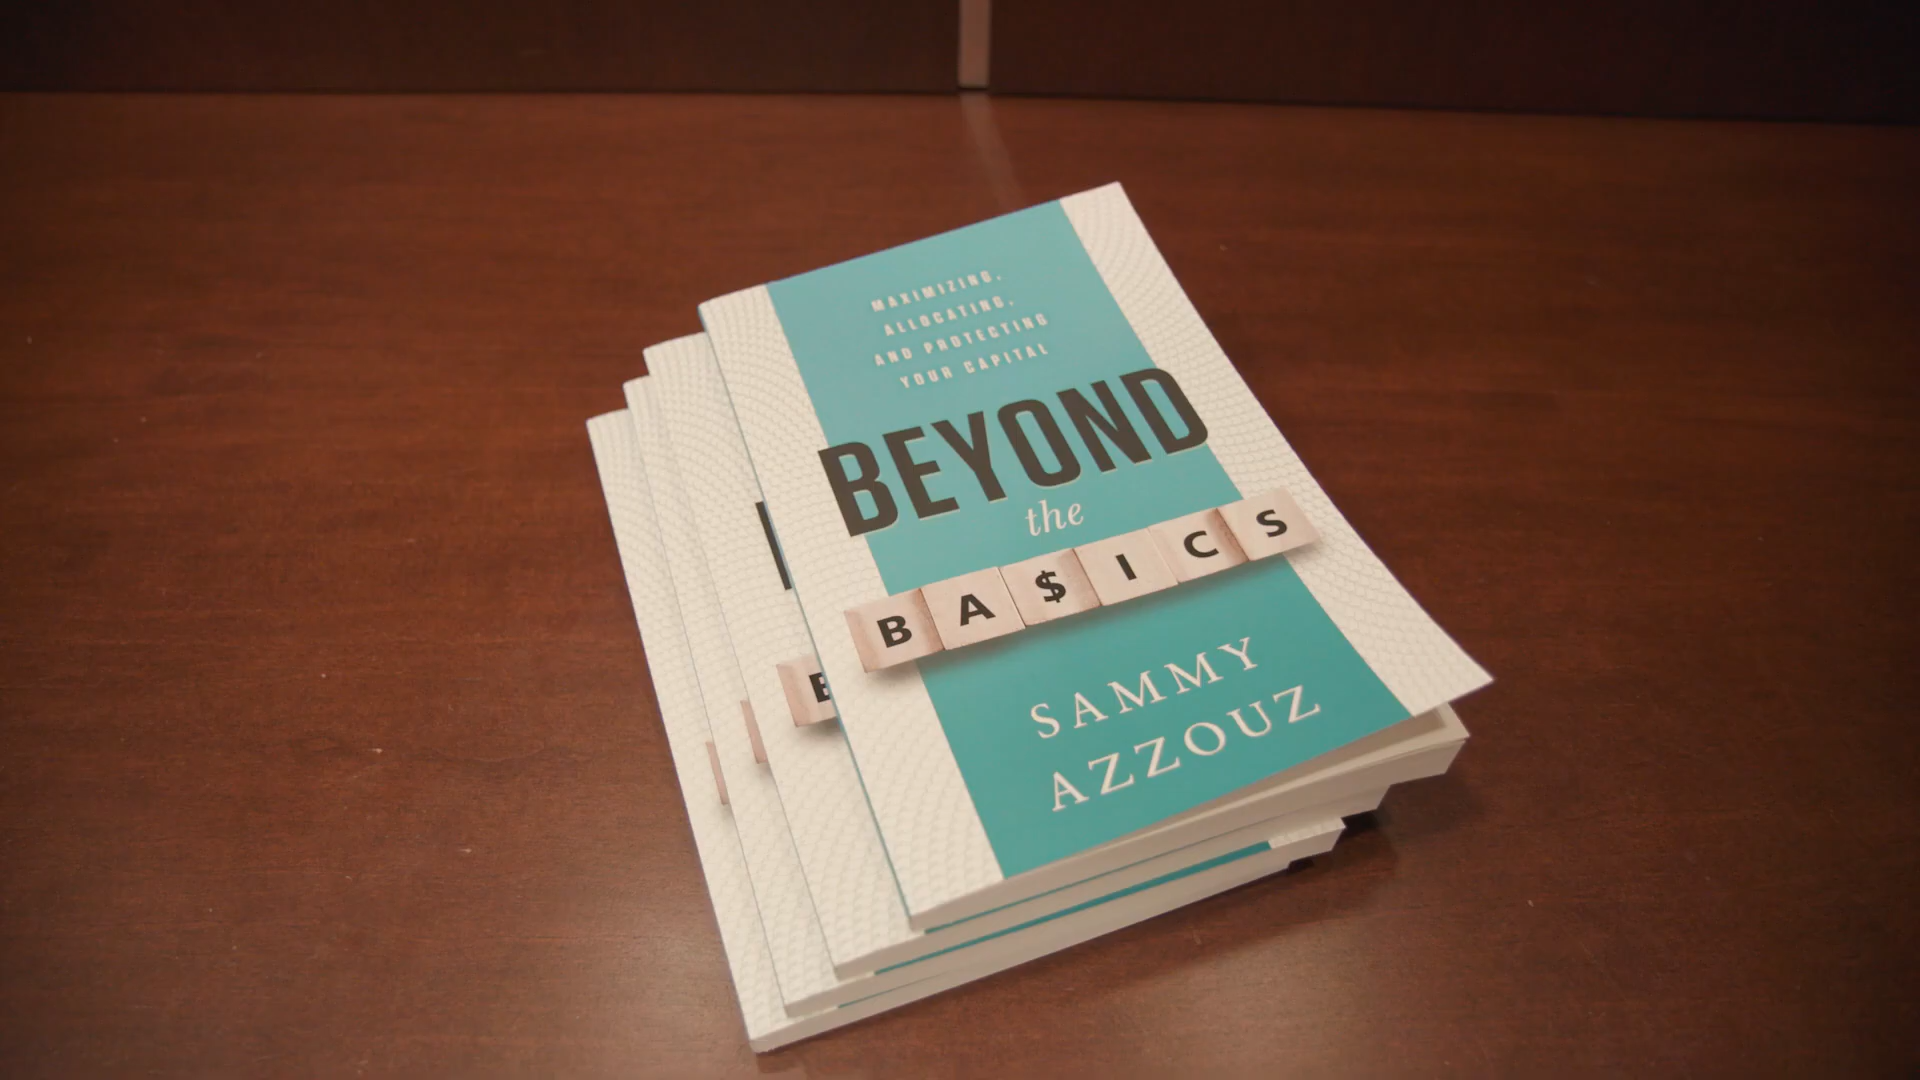 MAXIMIZING,
ALLOCATING,
AND PROTECTING
YOUR CAPITAL
BEYOND
the
BA$ICS
SAMMY
AZZOUZ
B